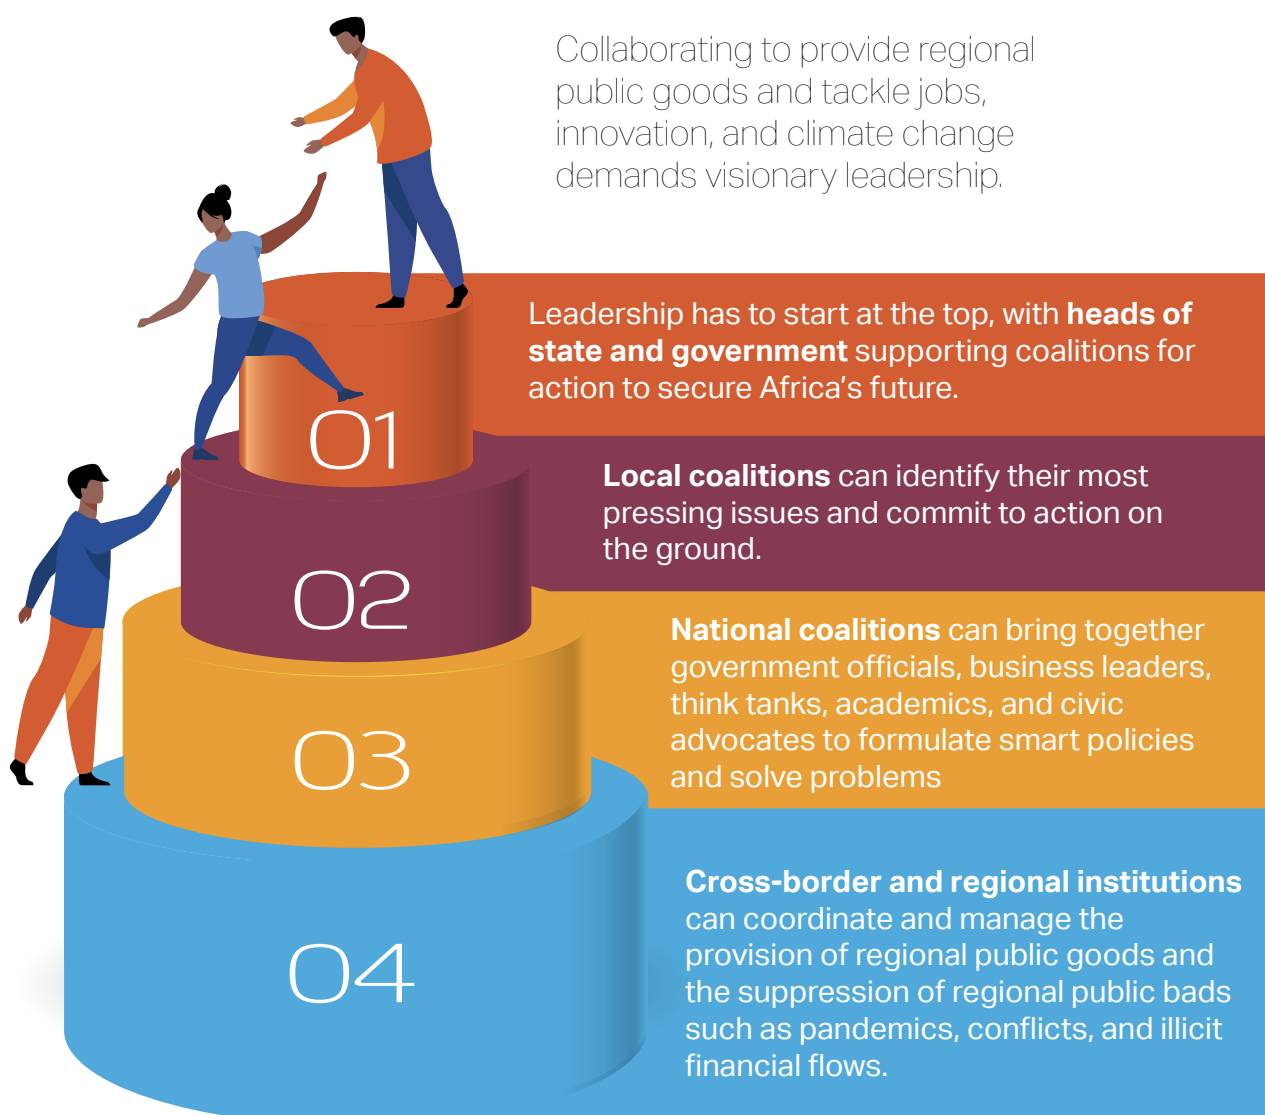 Collaborating to provide regional
public goods and tackle jobs,
innovation, and climate change
demands visionary leadership.
Leadership has to start at the top, with heads of
state and government supporting coalitions for
action to secure Africa's future.
01
Local coalitions can identify their most
pressing issues and commit to action on
the ground.
02
National coalitions can bring together
government officials, business leaders,
think tanks, academics, and civic
advocates to formulate smart policies
and solve problems
03
Cross-border and regional institutions
can coordinate and manage the
provision of regional public goods and
the suppression of regional public bads
such as pandemics, conflicts, and illicit
financial flows.
04